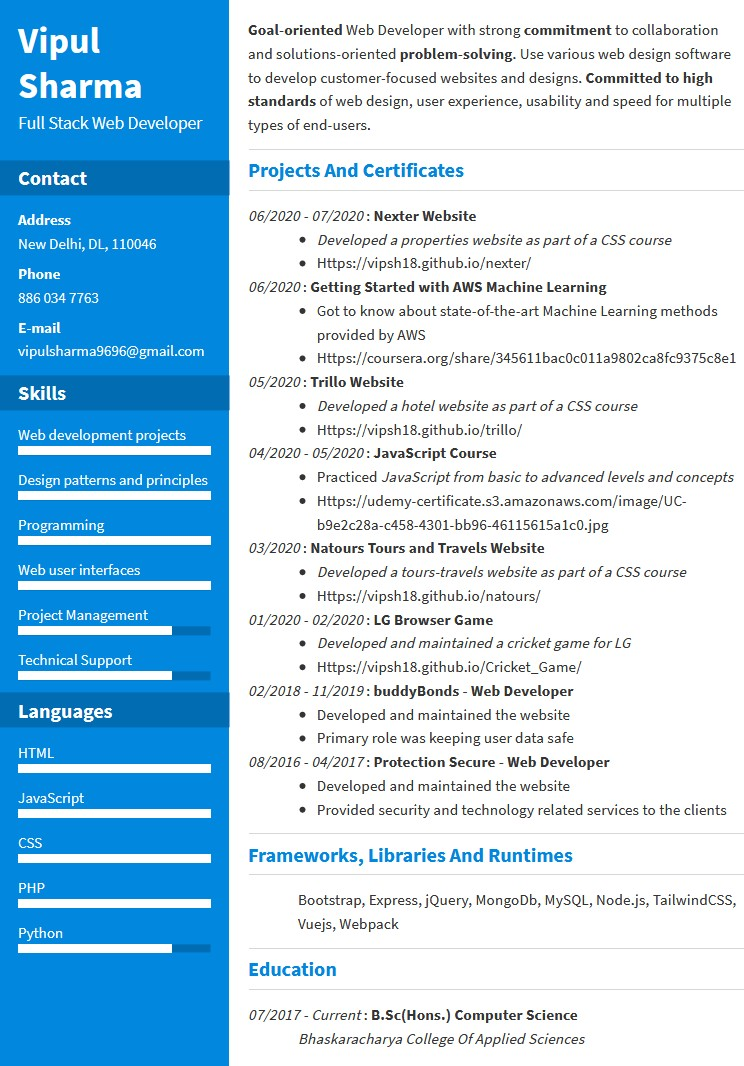 Vipul
Sharma
Full Stack Web Developer
Contact
Address
New Delhi, DL, 110046
Phone
886 034 7763
E-mail
vipulsharma9696@gmail.com
Skills
Web development projects
Design patterns and principles
Programming
Web user interfaces
Project Management
Technical Support
Languages
HTML
JavaScript
CSS
PHP
Python
Goal-oriented Web Developer with strong commitment to collaboration
and solutions-oriented problem-solving. Use various web design software
to develop customer-focused websites and designs. Committed to high
standards of web design, user experience, usability and speed for multiple
types of end-users.
Projects And Certificates
06/2020 - 07/2020 : Nexter Website
• Developed a properties website as part of a CSS course
• Https://vipsh18.github.io/nexter/
06/2020 : Getting Started with AWS Machine Learning
• Got to know about state-of-the-art Machine Learning methods
provided by AWS
• Https://coursera.org/share/345611bac0c011a9802ca8fc9375c8e1
05/2020 : Trillo Website
• Developed a hotel website as part of a CSS course
• Https://vipsh18.github.io/trillo/
04/2020 - 05/2020 : JavaScript Course
• Practiced JavaScript from basic to advanced levels and concepts
• Https://udemy-certificate.s3.amazonaws.com/image/UC-
b9e2c28a-c458-4301-bb96-46115615a1c0.jpg
03/2020 : Natours Tours and Travels Website
• Developed a tours-travels website as part of a CSS course
• Https://vipsh18.github.io/natours/
01/2020 - 02/2020 : LG Browser Game
• Developed and maintained a cricket game for LG
• Https://vipsh18.github.io/Cricket_Game/
02/2018 - 11/2019 : buddyBonds - Web Developer
• Developed and maintained the website
• Primary role was keeping user data safe
08/2016 - 04/2017 : Protection Secure - Web Developer
• Developed and maintained the website
• Provided security and technology related services to the clients
Frameworks, Libraries And Runtimes
Bootstrap, Express, jQuery, MongoDb, MySQL, Node.js, TailwindCSS,
Vuejs, Webpack
Education
07/2017 - Current : B.Sc(Hons.) Computer Science
Bhaskaracharya College Of Applied Sciences